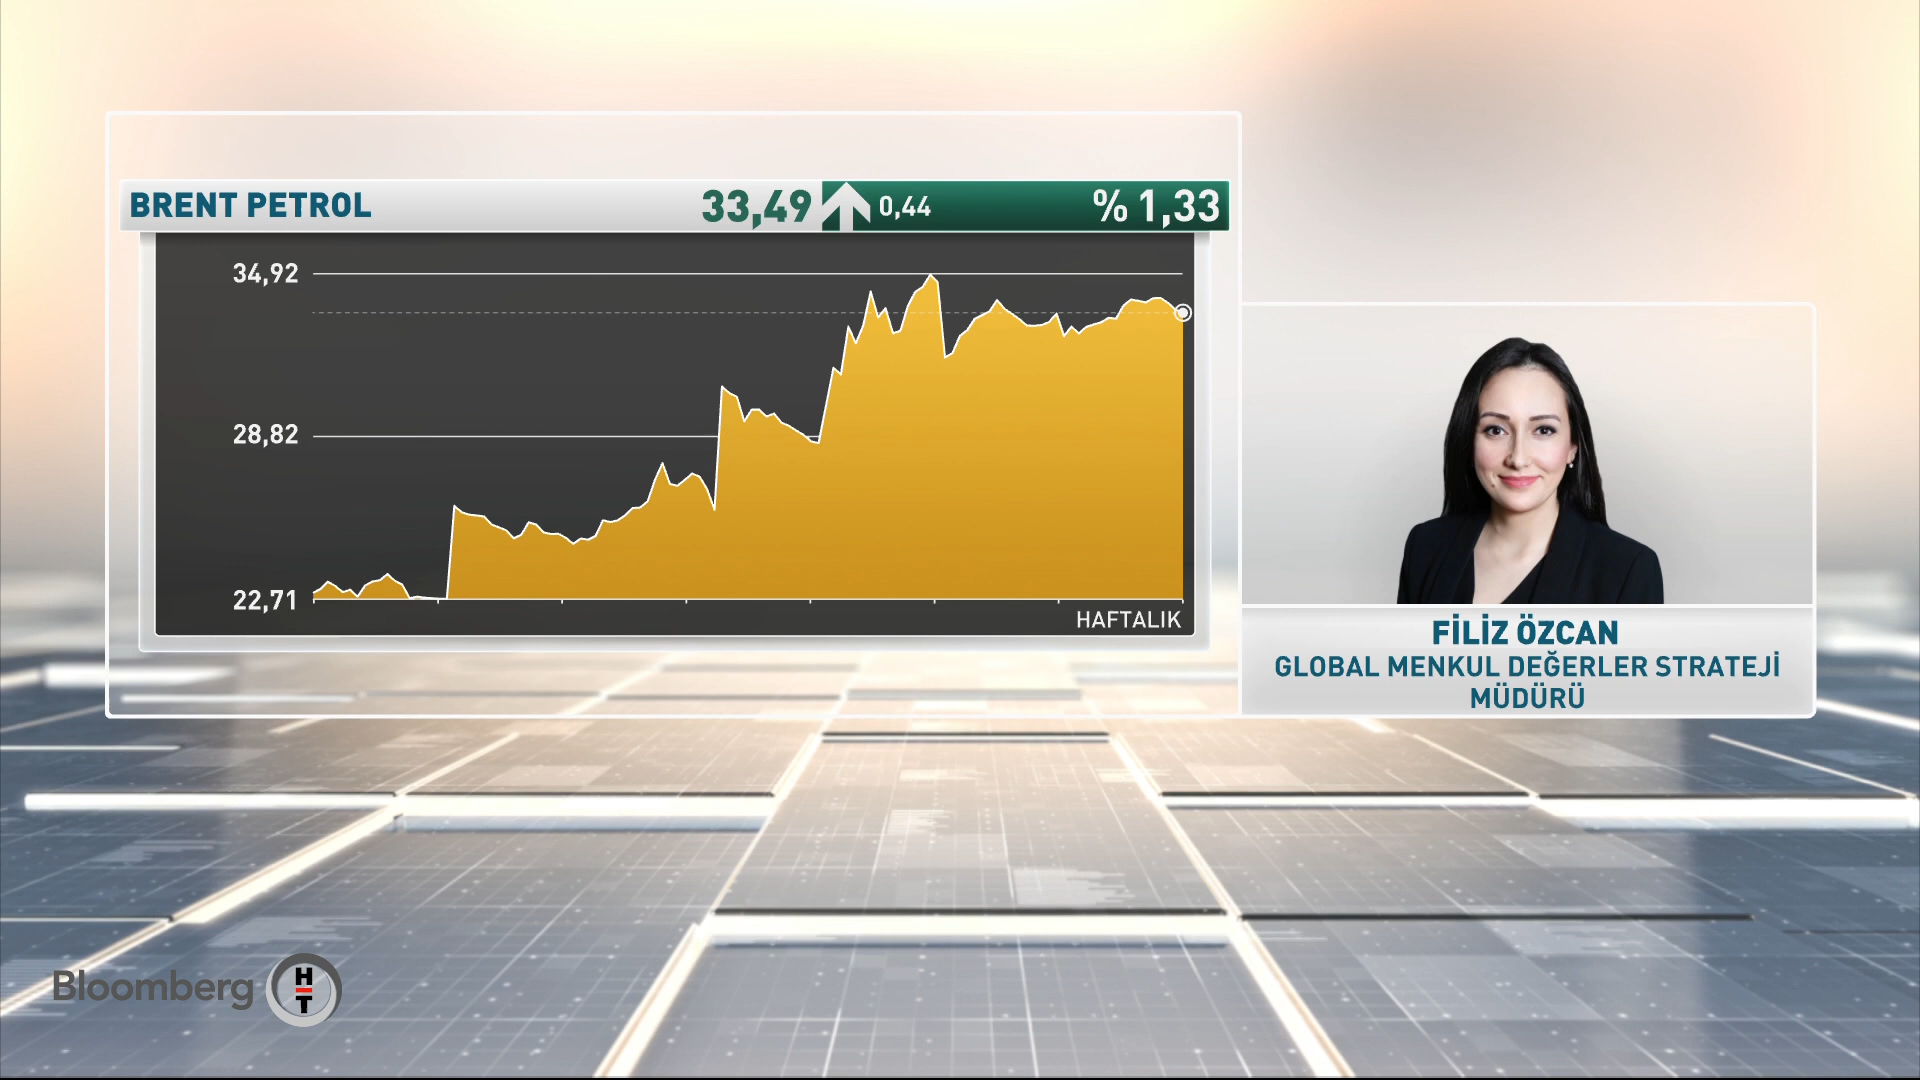 BRENT PETROL 33,49 0,44 % 1,33
34,92
28,82
22,71
HAFTALIK
FİLİZ ÖZCAN
GLOBAL MENKUL DEĞERLER STRATEJİ
MÜDÜRÜ
Bloomberg HT